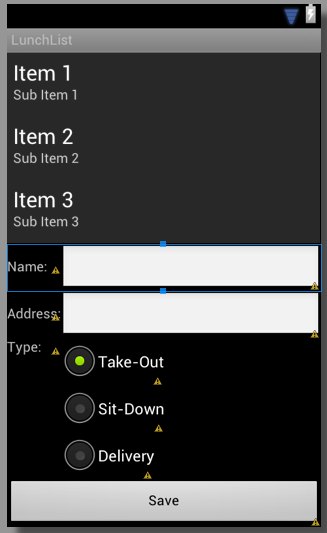 LunchList
Item 1
Sub Item 1
Item 2
Sub Item 2
Item 3
Sub Item 3
Name:
Address:
Type:
Take-Out
Sit-Down
Delivery
Save